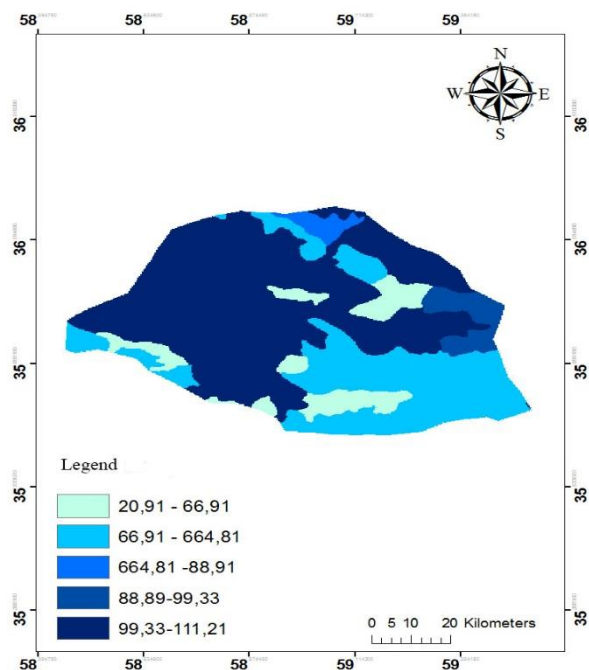 58 58 58 59 59
N
W E
S
36 36
36 36
35 35
35 35
35 35
Legend
20,91 - 66,91
66,91 - 664,81
664,81 -88,91
88,89-99,33
99,33-111,21
0 5 10 20 Kilometers
58 58 58 59 59